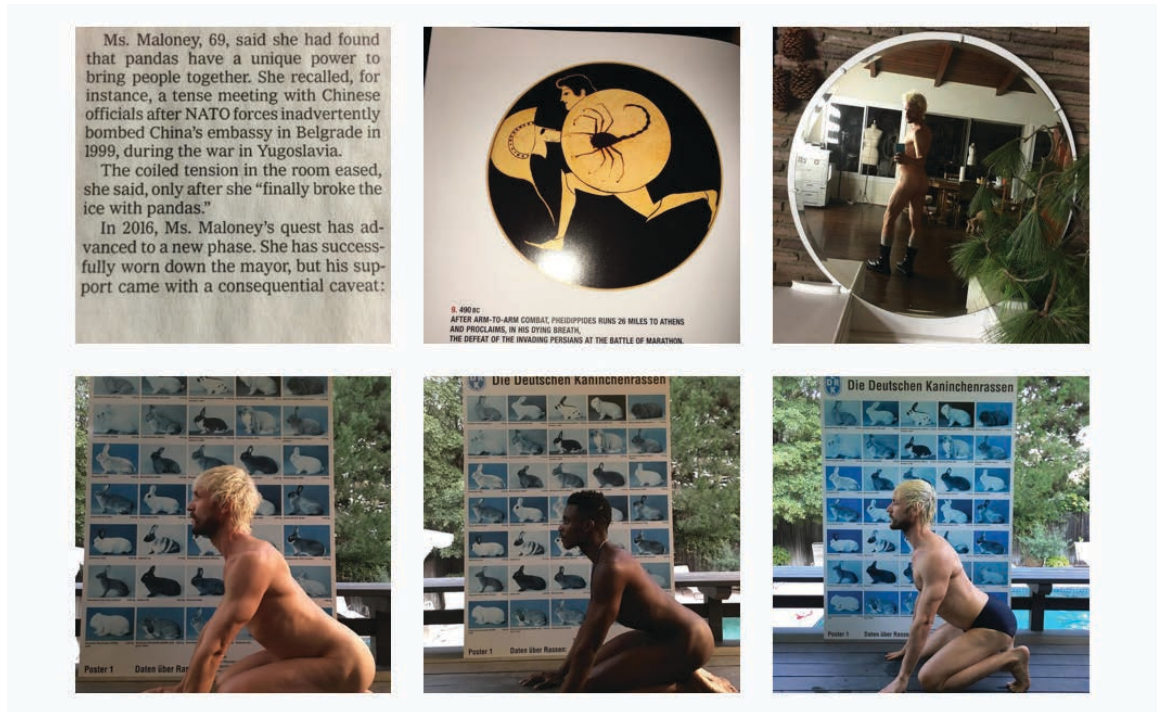 Ms. Maloney, 69, said she had found
that pandas have a unique power to
bring people together. She recalled, for
instance, a tense meeting with Chinese
officials after NATO forces inadvertently
bombed China's embassy in Belgrade in
1999, during the war in Yugoslavia.
The coiled tension in the room eased,
she said, only after she “finally broke the
ice with pandas.”
In 2016, Ms. Maloney's quest has ad-
vanced to a new phase. She has success-
fully worn down the mayor, but his sup-
port came with a consequential caveat:
9. 490 BC
AFTER ARM-TO-ARM COMBAT, PHEIDIPPIDES RUNS 26 MILES TO ATHENS
AND PROCLAIMS, IN HIS DYING BREATH,
THE DEFEAT OF THE INVADING PERSIANS AT THE BATTLE OF MARATHON.
Poster 1 Daten über Ras
Die Deutschen Kaninchenrassen
Poster 1 Daten über Rassen:
DRK
Die Deutschen Kaninchenrassen
Poster 1 Daten über Rassen